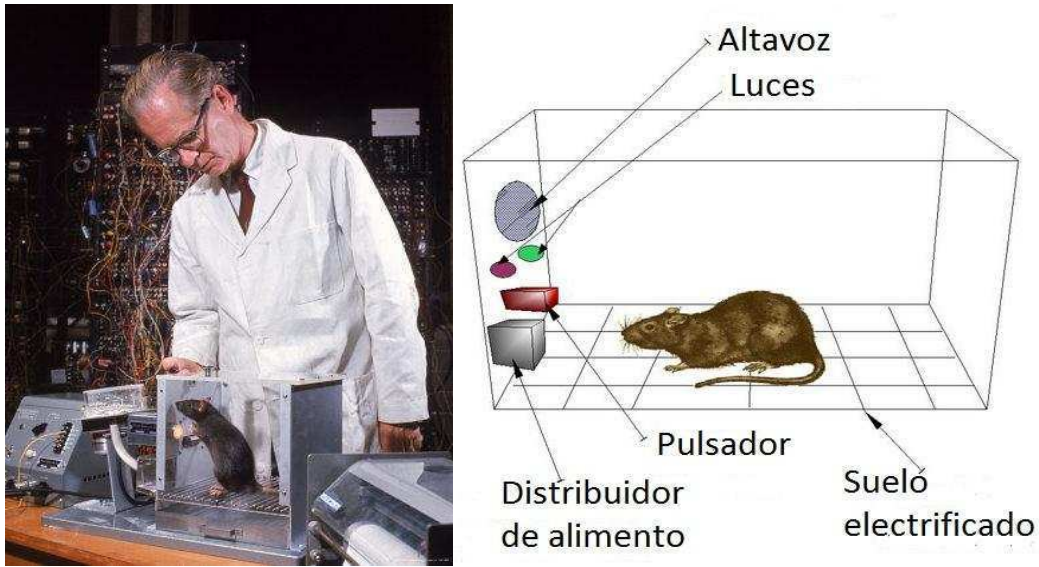 Altavoz
Luces
Pulsador
Distribuidor
de alimento
Suelo
electrificado